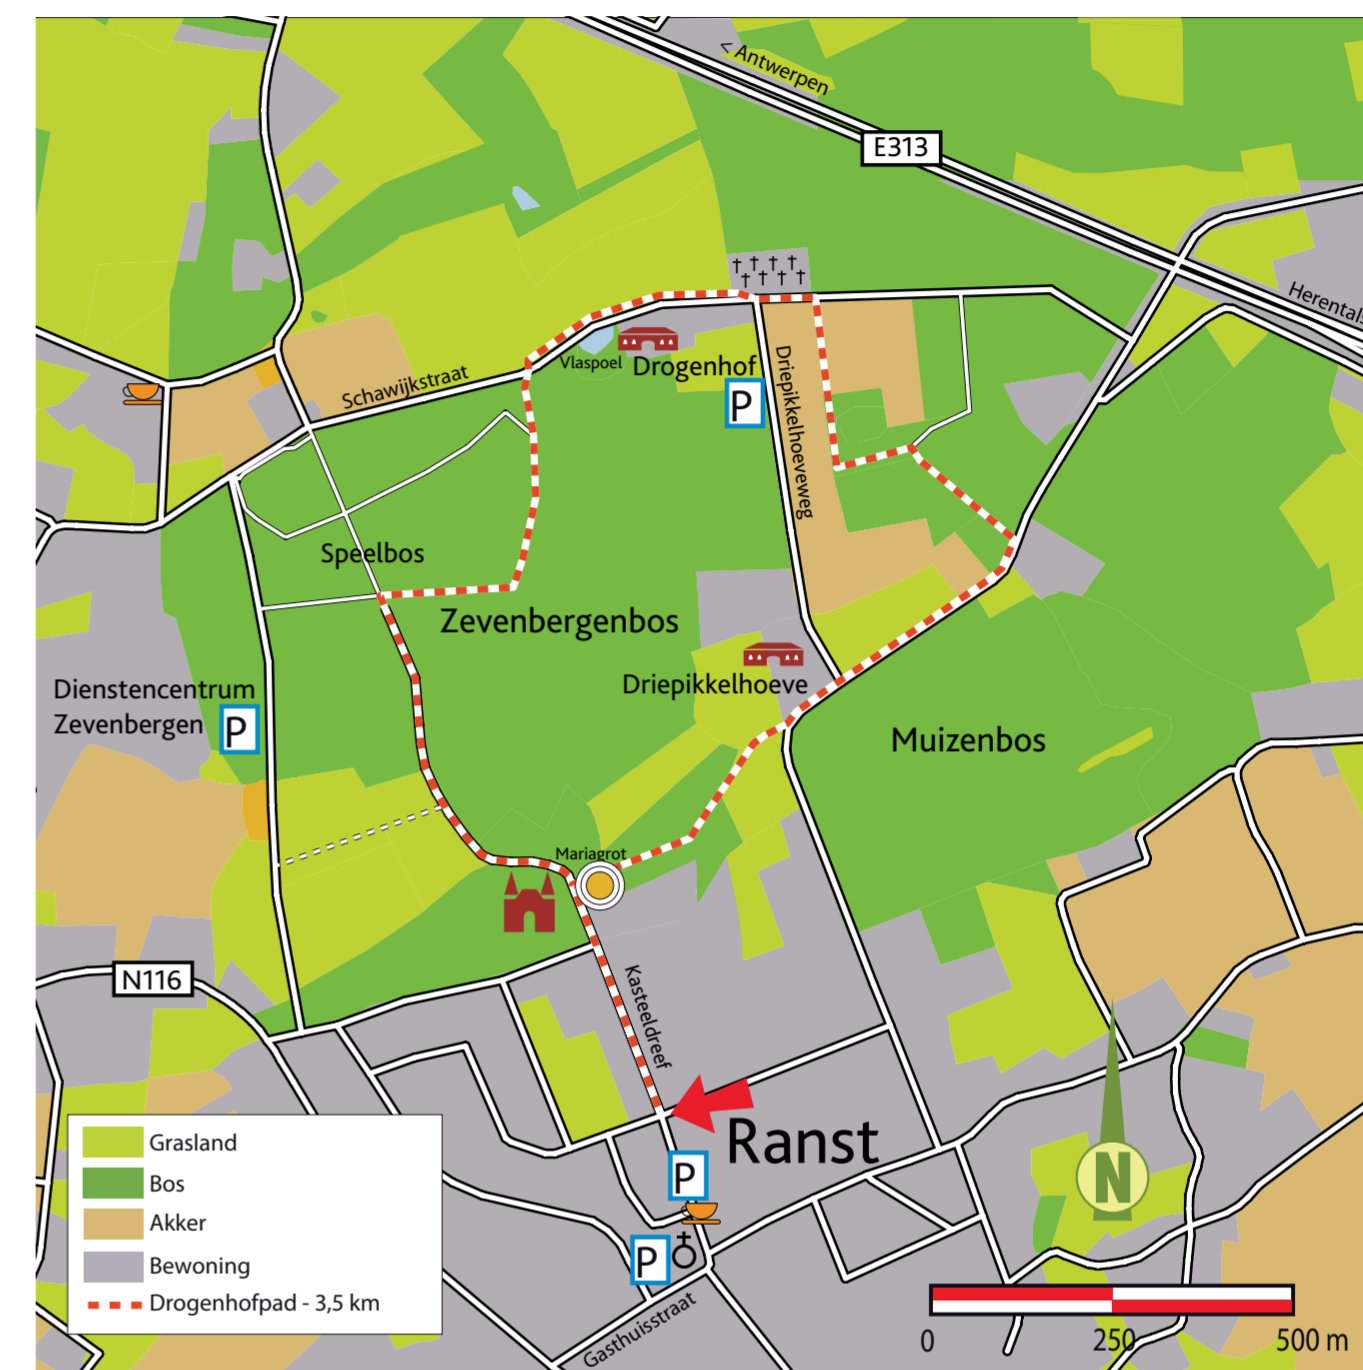 < Antwerpen
E313
Herentals
Schawijkstraat
Vlaspoel
Drogenhof
P
Driepikkelhoeveweg
Speelbos
Zevenbergenbos
Driepikkelhoeve
Dienstencentrum
Zevenbergen
P
Muizenbos
Mariagrot
N116
Kasteeldreef
Ranst
P
P
Gasthuisstraat
Grasland
Bos
Akker
Bewoning
Drogenhofpad - 3,5 km
N
0
250
500 m